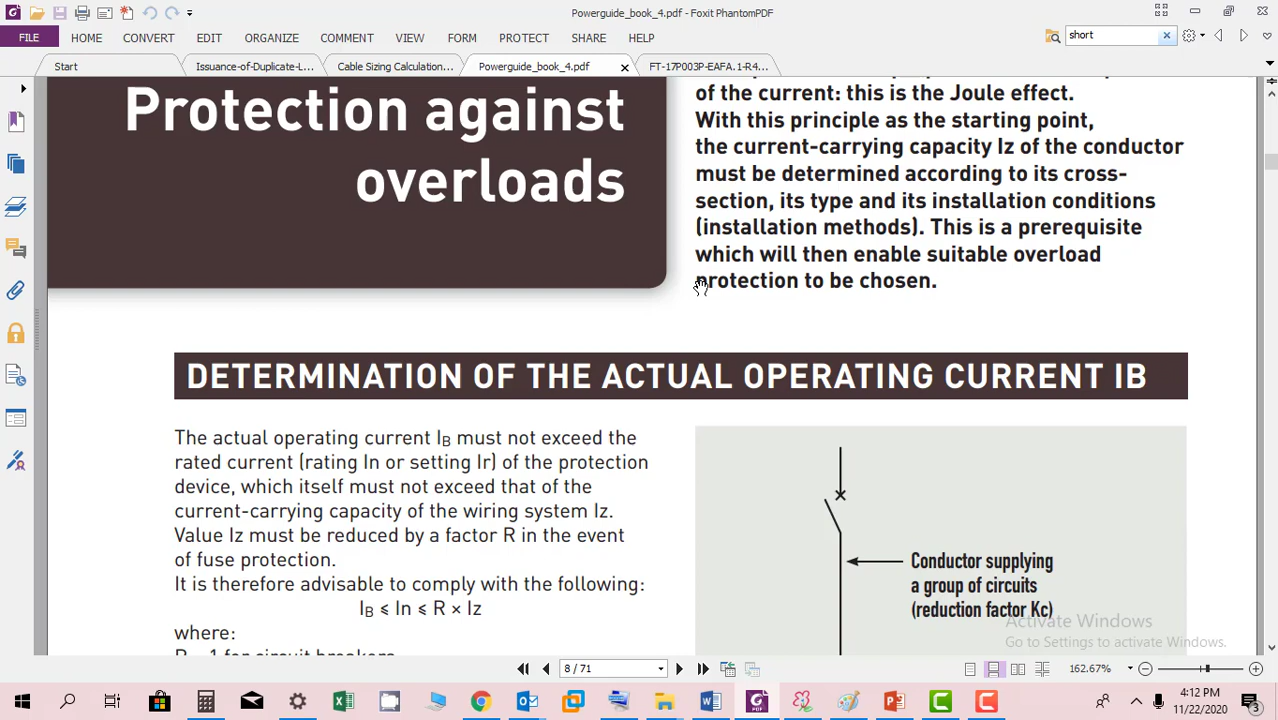 Powerguide_book_4.pdf - Foxit PhantomPDF
FILE HOME CONVERT EDIT ORGANIZE COMMENT VIEW FORM PROTECT SHARE HELP
short
Start Issuance-of-Duplicate-L... Cable Sizing Calculation... Powerguide_book_4.pdf FT-17P003P-EAFA.1-R4...
Protection against
overloads
of the current: this is the Joule effect.
With this principle as the starting point,
the current-carrying capacity Iz of the conductor
must be determined according to its cross-
section, its type and its installation conditions
(installation methods). This is a prerequisite
which will then enable suitable overload
protection to be chosen.
DETERMINATION OF THE ACTUAL OPERATING CURRENT IB
The actual operating current IB must not exceed the
rated current (rating In or setting Ir) of the protection
device, which itself must not exceed that of the
current-carrying capacity of the wiring system Iz.
Value Iz must be reduced by a factor R in the event
of fuse protection.
It is therefore advisable to comply with the following:
IB ⩽ In ⩽ R × Iz
where:
R = 1 for circuit breakers
Conductor supplying
a group of circuits
(reduction factor Kc)
Activate Windows
Go to Settings to activate Windows.
8 / 71
162.67%
4:12 PM
11/22/2020
3